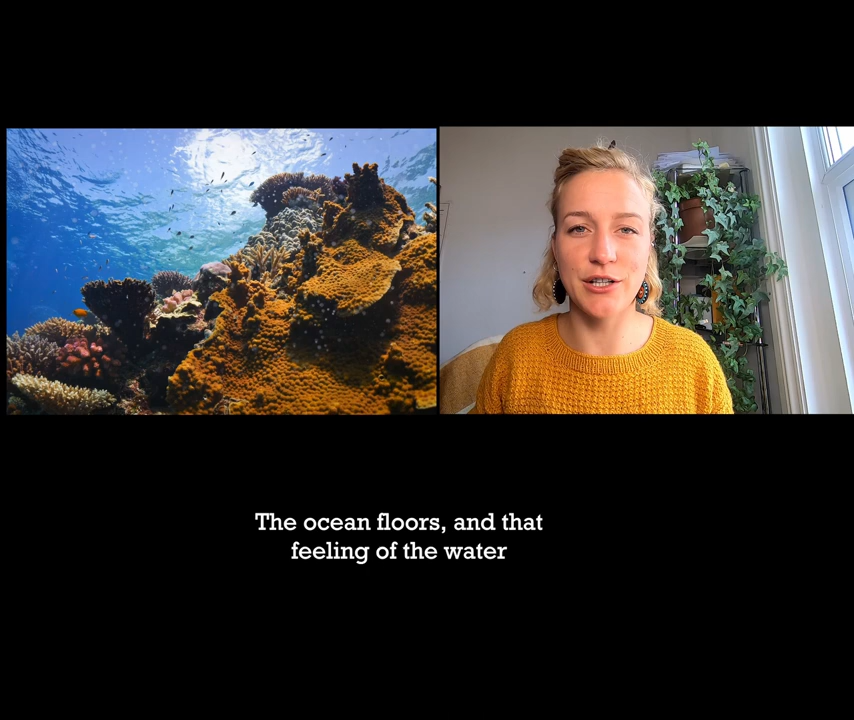 The ocean floors, and that
feeling of the water